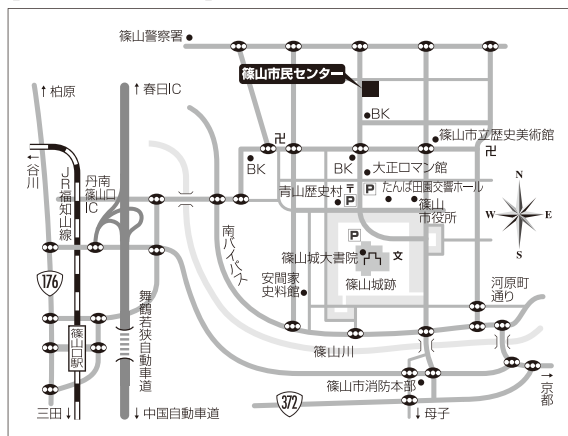 篠山警察署
↑柏原
↑春日IC
篠山市民センター
BK
篠山市立歴史美術館
卍
卍
BK
BK
大正ロマン館
←谷川
JR福知山線
丹南篠山口IC
青山歴史村
〒
P
P
たんば田園交響ホール
篠山市役所
N
W
E
S
南バイパス
P
篠山城大書院
文
176
安間家史料館
篠山城跡
河原町通り
舞鶴若狭自動車道
篠山口駅
篠山川
篠山市消防本部
→京都
三田↓
↓中国自動車道
372
↓母子